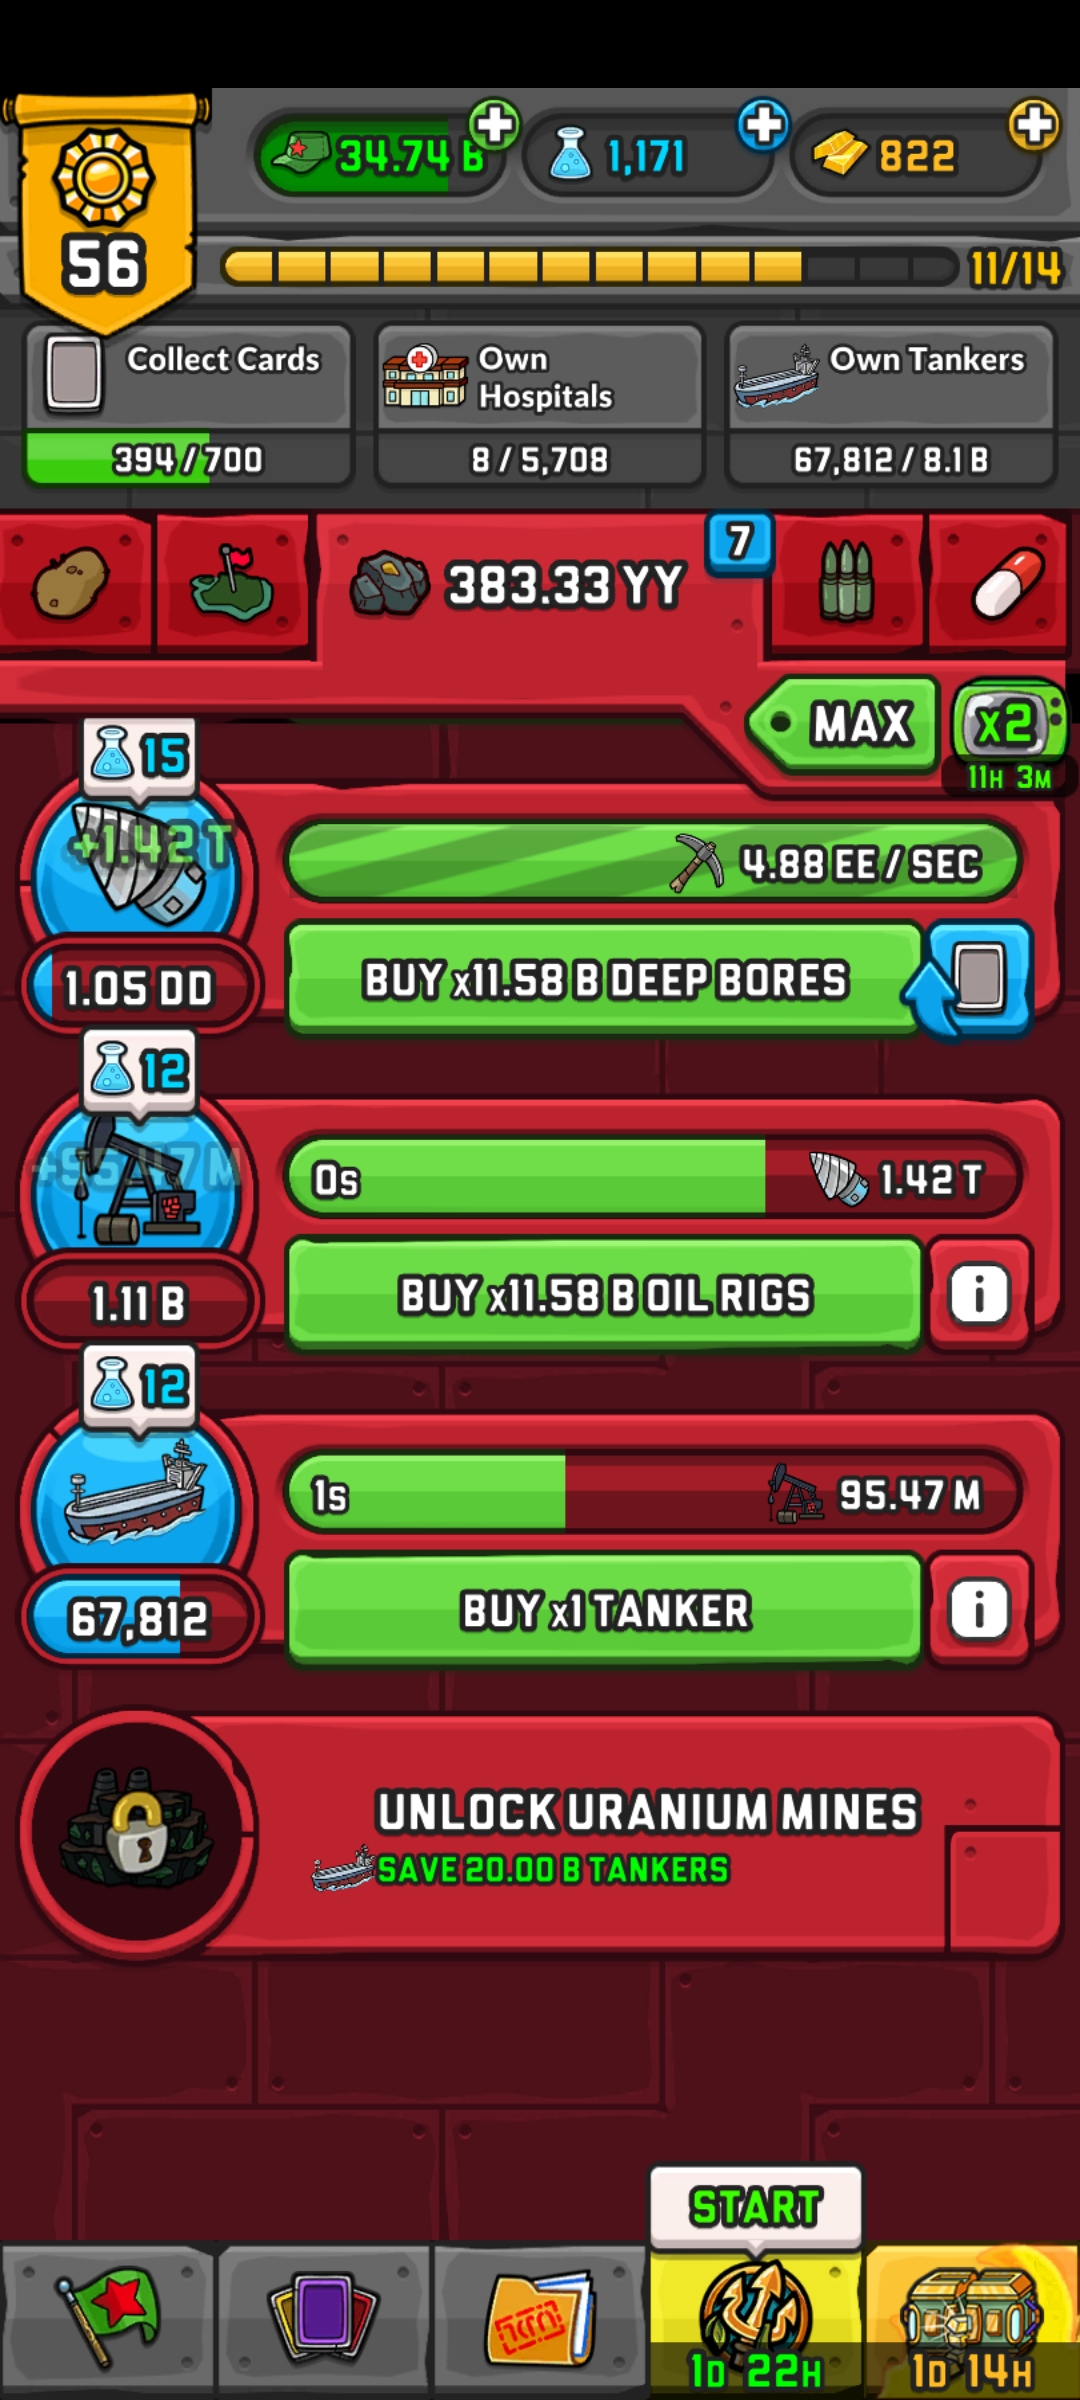 56
34.74 B
1,171
822
11/14
Collect Cards
394/700
Own
Hospitals
8/5,708
Own Tankers
67,812/8.1 B
383.33 YY
7
MAX
x2
11H 3M
15
+1.42 T
4.88 EE / SEC
1.05 DD
BUY x11.58 B DEEP BORES
12
+95.47 M
0s
1.42 T
1.11 B
BUY x11.58 B OIL RIGS
i
12
1s
95.47 M
67,812
BUY x1 TANKER
i
UNLOCK URANIUM MINES
SAVE 20.00 B TANKERS
START
1D 22H
1D 14H